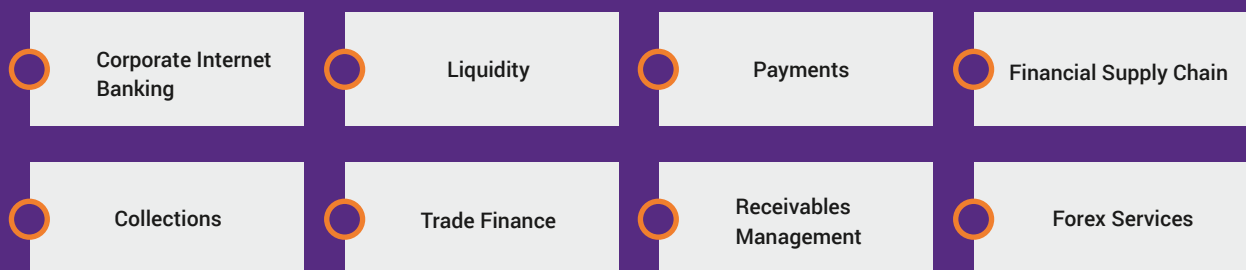 Corporate Internet
Banking
Liquidity
Payments
Financial Supply Chain
Collections
Trade Finance
Receivables
Management
Forex Services